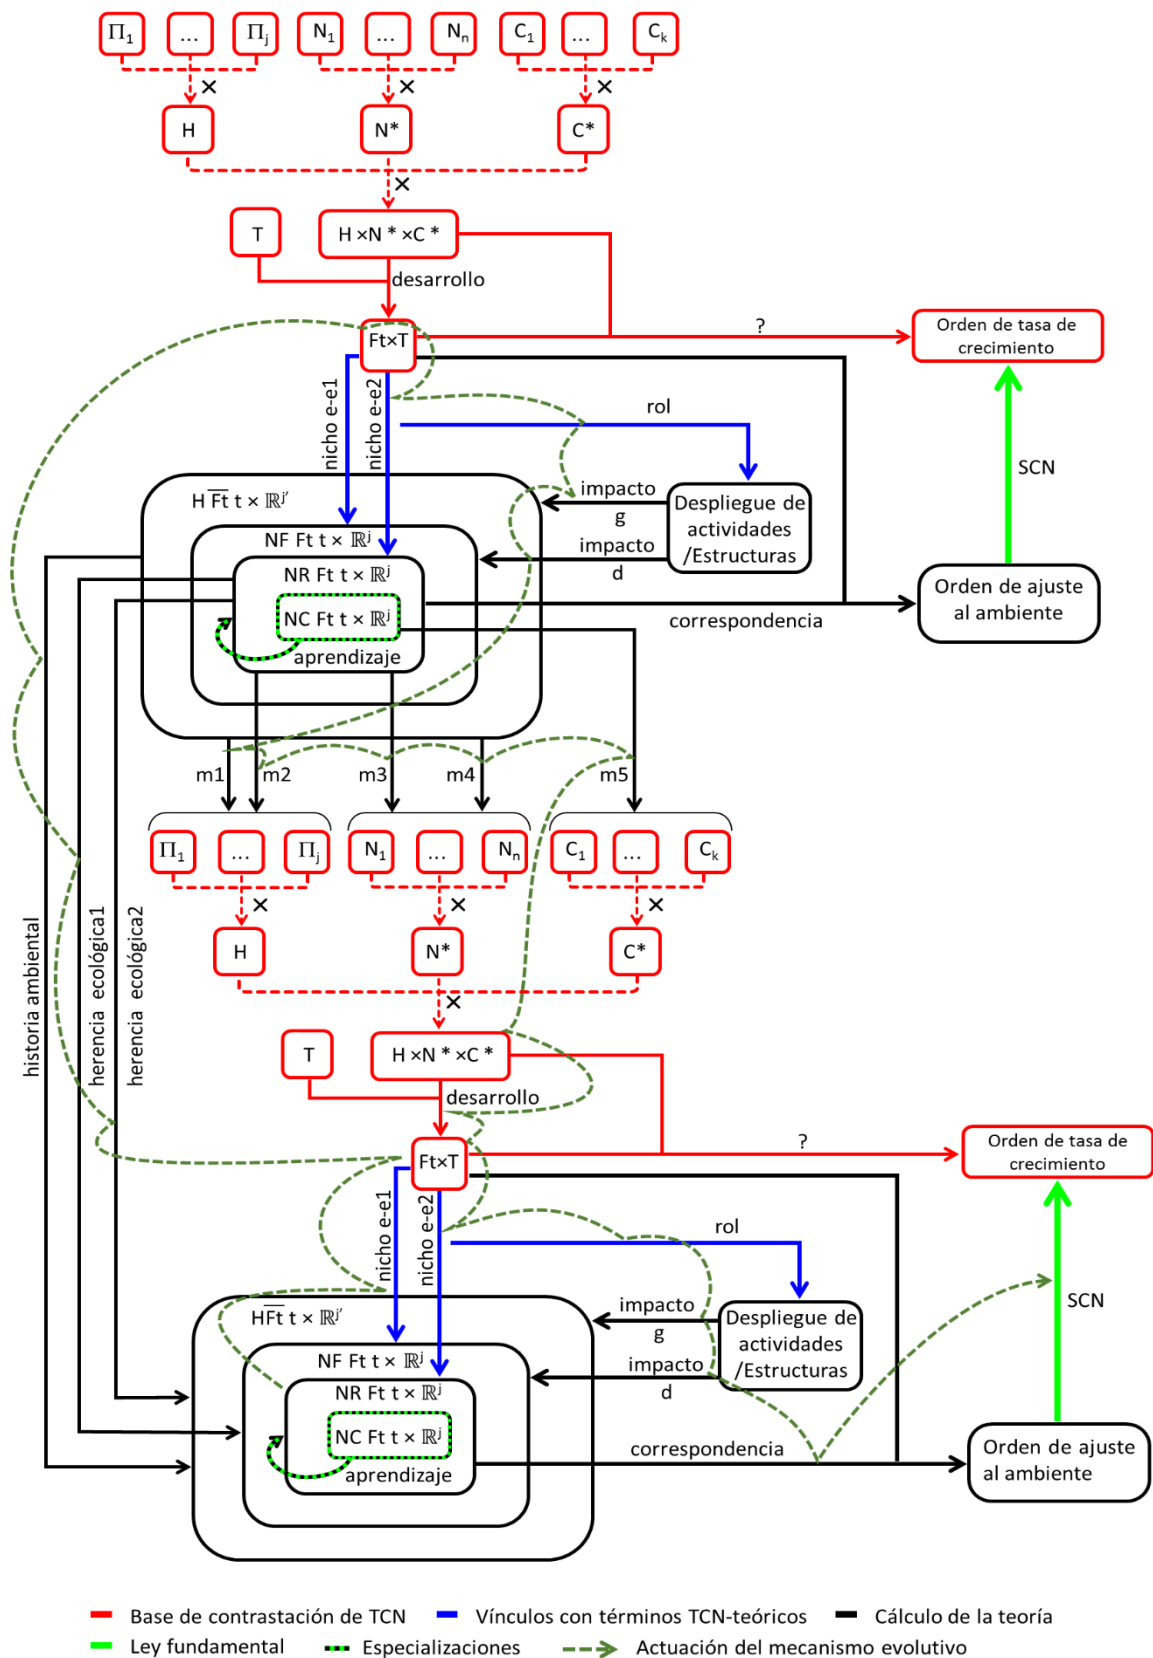 Π1 ... Πj N1 ... Nn C1 ... Ck
× × ×
H N* C*
×
T H ×N * ×C *
desarrollo
Ft×T
?
Orden de tasa de
crecimiento
nicho e-e1
nicho e-e2
rol
SCN
H F̅t̅ t × ℝj'
impacto
g
Despliegue de
actividades
/Estructuras
NF Ft t × ℝj
impacto
d
NR Ft t × ℝj
NC Ft t × ℝj
aprendizaje
correspondencia
Orden de ajuste
al ambiente
m1 m2 m3 m4 m5
Π1 ... Πj N1 ... Nn C1 ... Ck
× × ×
H N* C*
×
historia ambiental
herencia ecológica1
herencia ecológica2
T H ×N * ×C *
desarrollo
Ft×T
?
Orden de tasa de
crecimiento
nicho e-e1
nicho e-e2
rol
SCN
HF̅t̅ t × ℝj'
impacto
g
Despliegue de
actividades
/Estructuras
NF Ft t × ℝj
impacto
d
NR Ft t × ℝj
NC Ft t × ℝj
aprendizaje
correspondencia
Orden de ajuste
al ambiente
Base de contrastación de TCN Vínculos con términos TCN-teóricos Cálculo de la teoría
Ley fundamental Especializaciones Actuación del mecanismo evolutivo